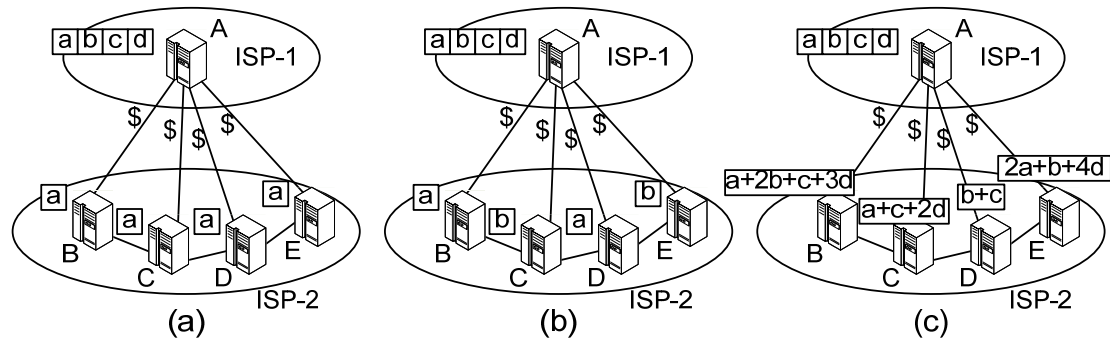 A
a b c d
ISP-1
$ $ $ $
a a a a
B C D E
ISP-2
(a)
A
a b c d
ISP-1
$ $ $ $
a b a b
B C D E
ISP-2
(b)
A
a b c d
ISP-1
$ $ $ $
2a+b+4d
a+2b+c+3d
b+c
a+c+2d
B C D E
ISP-2
(c)